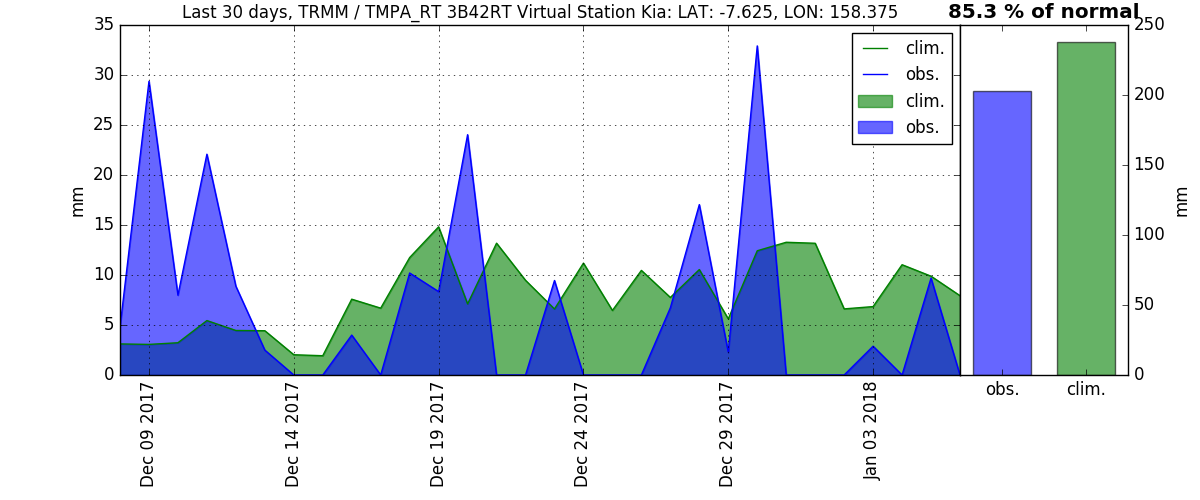 Last 30 days, TRMM / TMPA_RT 3B42RT Virtual Station Kia: LAT: -7.625, LON: 158.375
85.3 % of normal
35
30
25
20
15
10
5
0
mm
clim.
obs.
clim.
obs.
Dec 09 2017
Dec 14 2017
Dec 19 2017
Dec 24 2017
Dec 29 2017
Jan 03 2018
obs.
clim.
250
200
150
100
50
0
mm